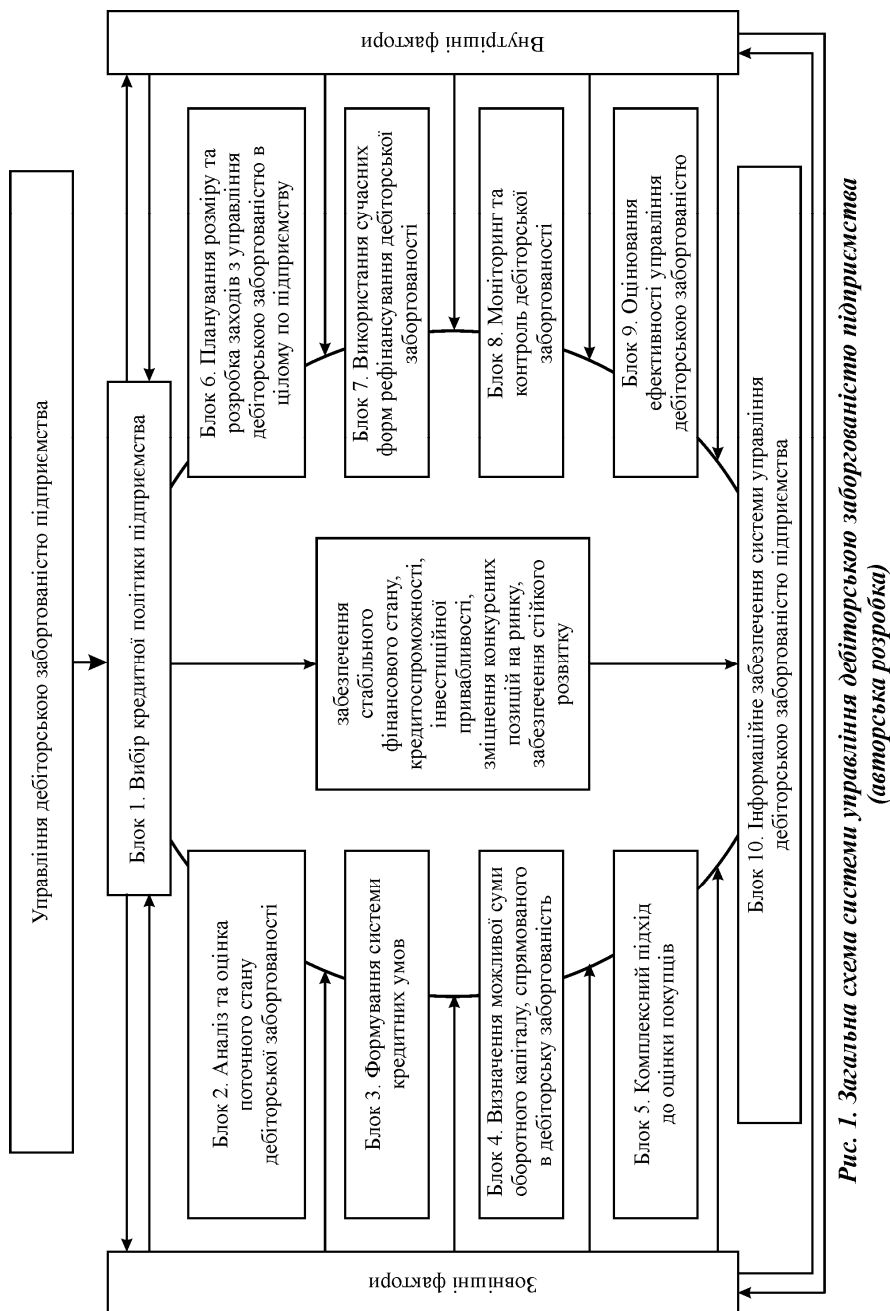 Управління дебіторською заборгованістю підприємства
Блок 1. Вибір кредитної політики підприємства
Зовнішні фактори
Блок 2. Аналіз та оцінка
поточного стану
дебіторської заборгованості
Блок 3. Формування системи
кредитних умов
Блок 4. Визначення можливої суми
оборотного капіталу, спрямованого
в дебіторську заборгованість
Блок 5. Комплексний підхід
до оцінки покупців
забезпечення
стабільного
фінансового стану,
кредитоспроможності,
інвестиційної
привабливості,
зміцнення конкурсних
позицій на ринку,
забезпечення стійкого
розвитку
Блок 6. Планування розміру та
розробка заходів з управління
дебіторською заборгованістю в
цілому по підприємству
Блок 7. Використання сучасних
форм рефінансування дебіторської
заборгованості
Блок 8. Моніторинг та
контроль дебіторської
заборгованості
Блок 9. Оцінювання
ефективності управління
дебіторською заборгованістю
Внутрішні фактори
Блок 10. Інформаційне забезпечення системи управління
дебіторською заборгованістю підприємства
Рис. 1. Загальна схема системи управління дебіторською заборгованістю підприємства
(авторська розробка)